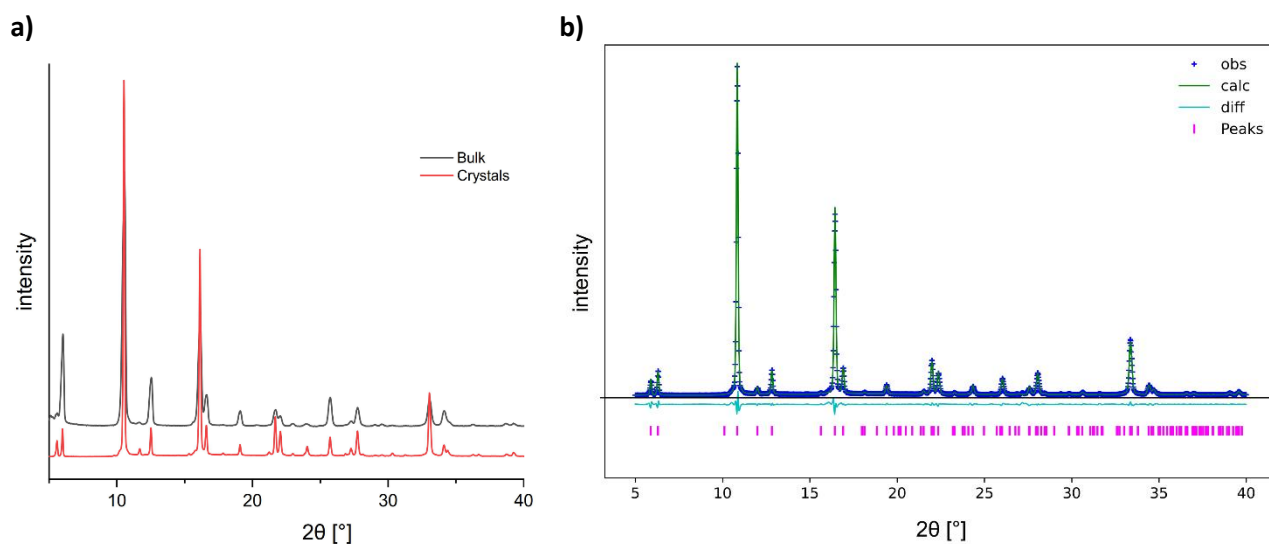 a)
intensity
Bulk
Crystals
10
20
30
40
2θ [°]
b)
intensity
obs
calc
diff
Peaks
5
10
15
20
25
30
35
40
2θ [°]